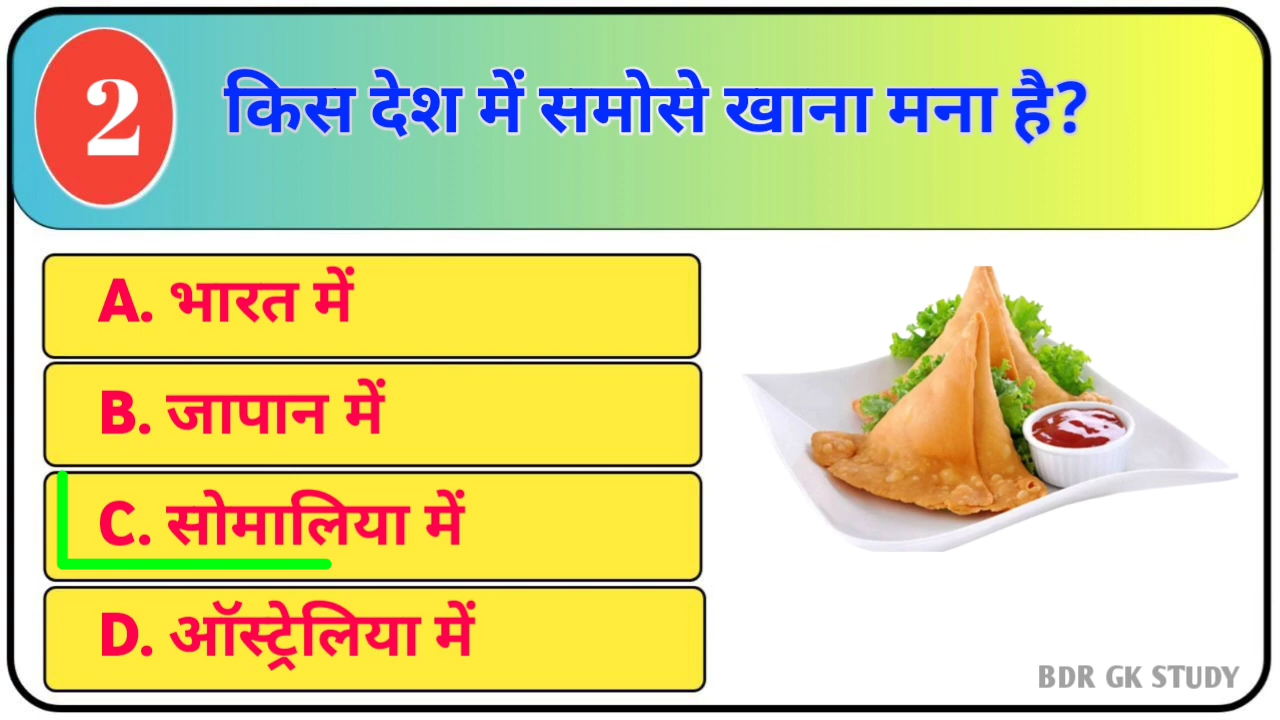 2
किस देश में समोसे खाना मना है?
A. भारत में
B. जापान में
C. सोमालिया में
D. ऑस्ट्रेलिया में
BDR GK STUDY